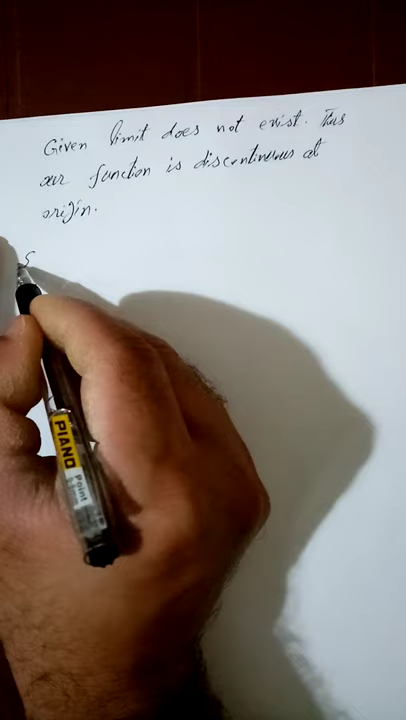 Given limit does not exist. Thus
our function is discontinuous at
origin.
S
PIANO
Point